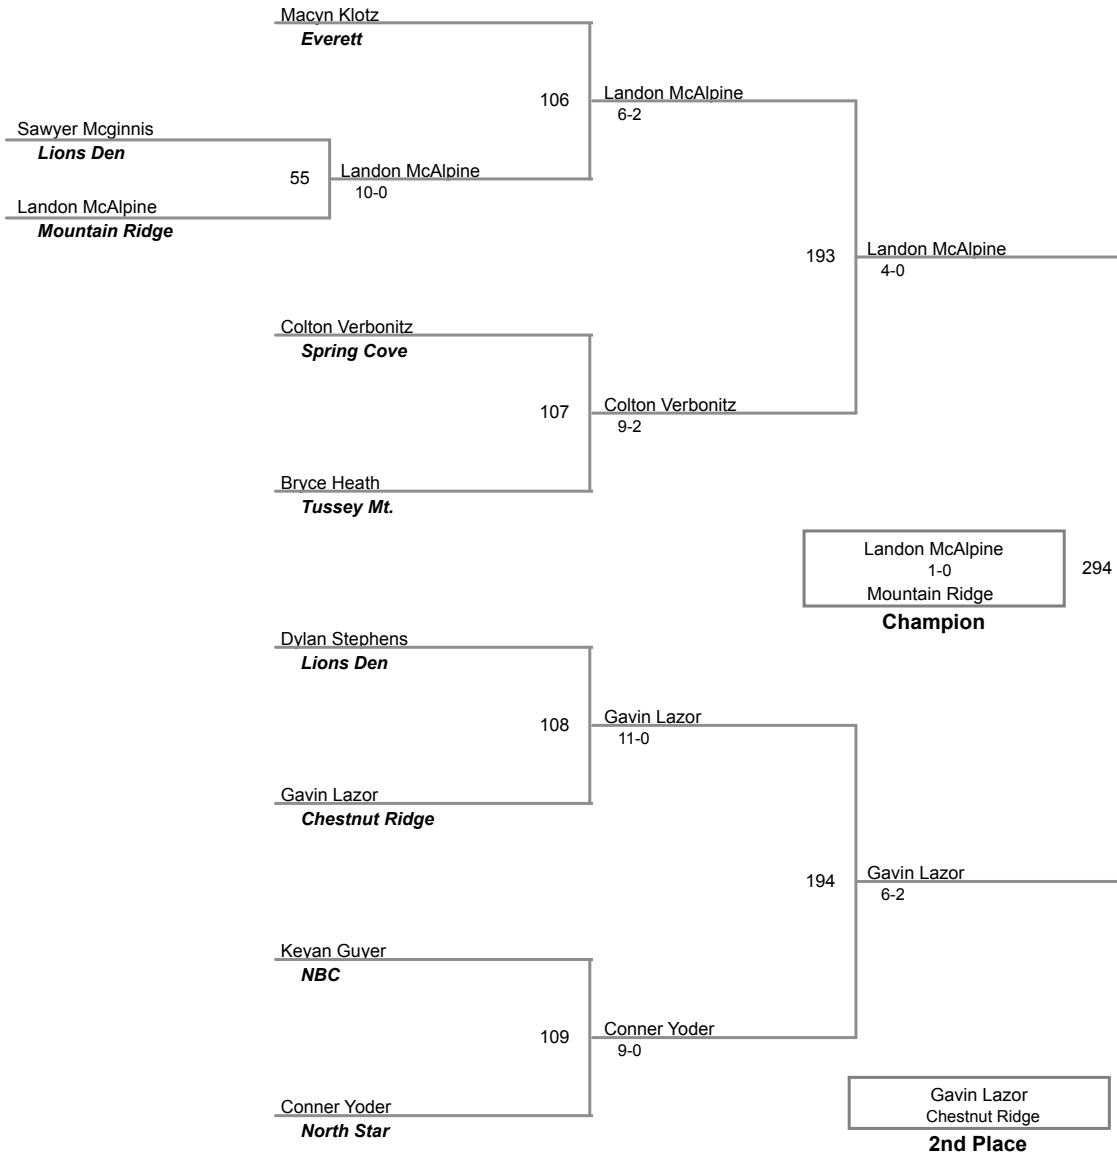 Macyn Klotz
Everett
106
Landon McAlpine
6-2
Sawyer Mcginnis
Lions Den
55
Landon McAlpine
10-0
Landon McAlpine
Mountain Ridge
193
Landon McAlpine
4-0
Colton Verbonitz
Spring Cove
107
Colton Verbonitz
9-2
Bryce Heath
Tussey Mt.
Landon McAlpine
1-0
Mountain Ridge
294
Champion
Dylan Stephens
Lions Den
108
Gavin Lazor
11-0
Gavin Lazor
Chestnut Ridge
194
Gavin Lazor
6-2
Keyan Guyer
NBC
109
Conner Yoder
9-0
Conner Yoder
North Star
Gavin Lazor
Chestnut Ridge
2nd Place